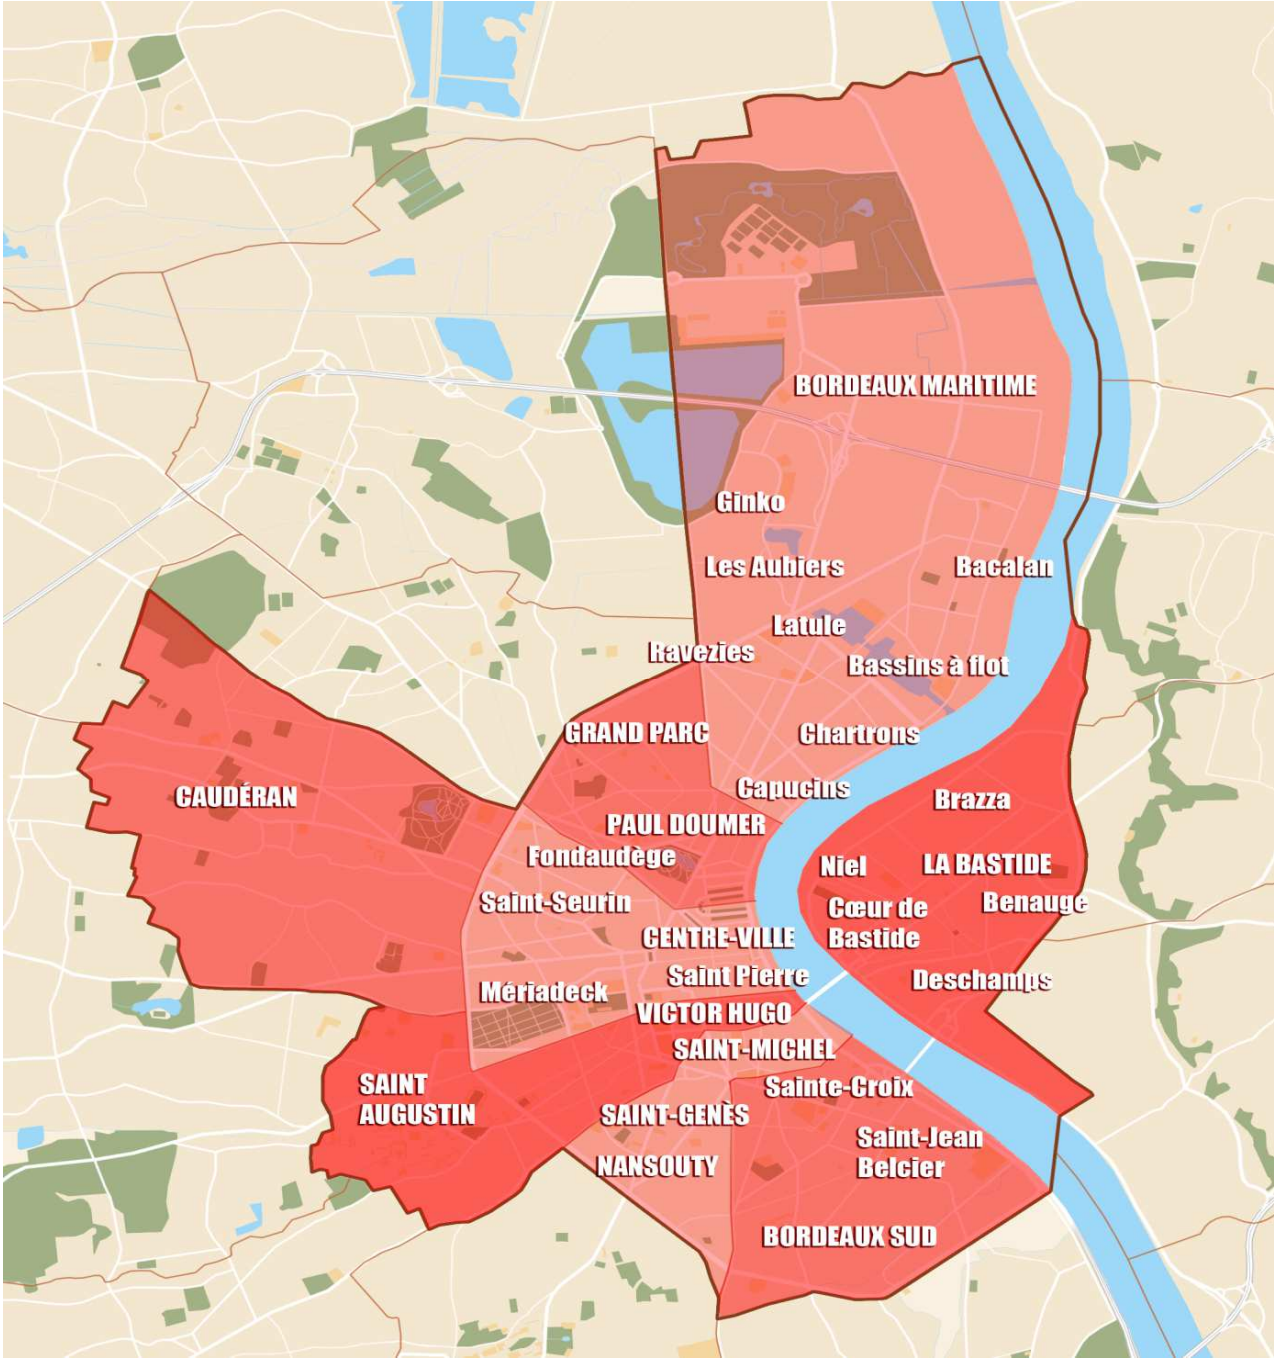 BORDEAUX MARITIME
Ginko
Les Aubiers
Bacalan
Latule
Ravezies
Bassins à flot
GRAND PARC
Chartrons
CAUDÉRAN
Capucins
Brazza
PAUL DOUMER
Fondaudège
Niel
LA BASTIDE
Saint-Seurin
Cœur de
Bastide
Benauge
CENTRE-VILLE
Saint Pierre
Deschamps
Mériadeck
VICTOR HUGO
SAINT-MICHEL
SAINT
AUGUSTIN
Sainte-Croix
SAINT-GENÈS
Saint-Jean
Belcier
NANSOUTY
BORDEAUX SUD